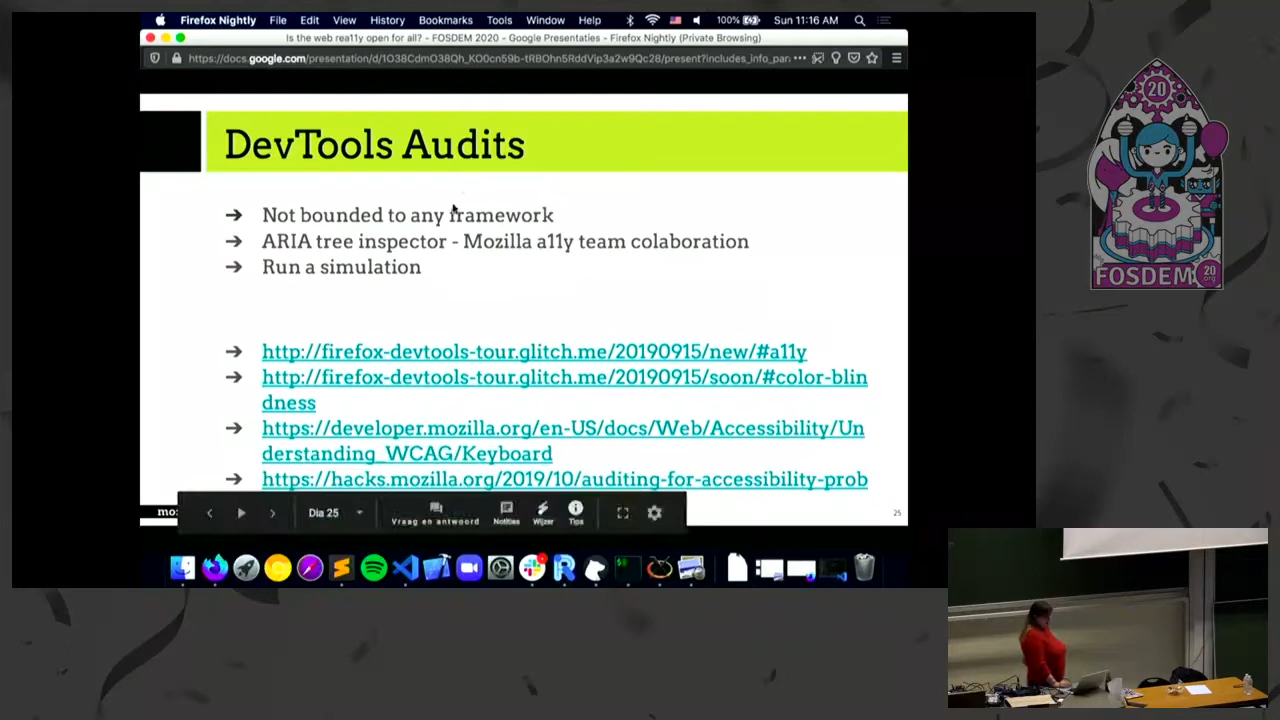 Firefox Nightly File Edit View History Bookmarks Tools Window Help 100% Sun 11:16 AM
Is the web rea11y open for all? - FOSDEM 2020 - Google Presentaties - Firefox Nightly (Private Browsing)
https://docs.google.com/presentation/d/1O38CdmO38Qh_KO0cn59b-tRBOhn5RddVip3a2w9Qc28/present?includes_info_par
DevTools Audits
➔ Not bounded to any framework
➔ ARIA tree inspector - Mozilla a11y team colaboration
➔ Run a simulation
➔ http://firefox-devtools-tour.glitch.me/20190915/new/#a11y
➔ http://firefox-devtools-tour.glitch.me/20190915/soon/#color-blin
dness
➔ https://developer.mozilla.org/en-US/docs/Web/Accessibility/Un
derstanding_WCAG/Keyboard
➔ https://hacks.mozilla.org/2019/10/auditing-for-accessibility-prob
Dia 25
Vraag en antwoord
Notities
Wijzer
Tips
25
20
FOSDEM
20
.org